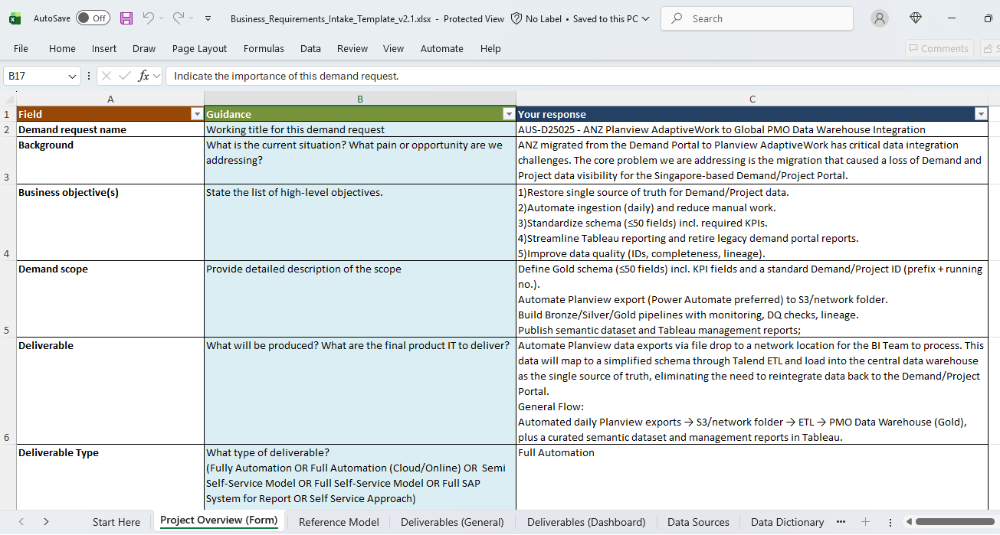 AutoSave Off Business_Requirements_Intake_Template_v2.1.xlsx - Protected View No Label • Saved to this PC Search
File Home Insert Draw Page Layout Formulas Data Review View Automate Help Comments S
B17 fx Indicate the importance of this demand request.
A B C
1 Field Guidance Your response
2 Demand request name Working title for this demand request AUS-D25025 - ANZ Planview AdaptiveWork to Global PMO Data Warehouse Integration
Background What is the current situation? What pain or opportunity are we ANZ migrated from the Demand Portal to Planview AdaptiveWork has critical data integration
addressing? challenges. The core problem we are addressing is the migration that caused a loss of Demand and
3 Project data visibility for the Singapore-based Demand/Project Portal.
Business objective(s) State the list of high-level objectives. 1)Restore single source of truth for Demand/Project data.
2)Automate ingestion (daily) and reduce manual work.
3)Standardize schema (≤50 fields) incl. required KPIs.
4)Streamline Tableau reporting and retire legacy demand portal reports.
4 5)Improve data quality (IDs, completeness, lineage).
Demand scope Provide detailed description of the scope Define Gold schema (≤50 fields) incl. KPI fields and a standard Demand/Project ID (prefix + running
no.).
Automate Planview export (Power Automate preferred) to S3/network folder.
Build Bronze/Silver/Gold pipelines with monitoring, DQ checks, lineage.
5 Publish semantic dataset and Tableau management reports;
Deliverable What will be produced? What are the final product IT to deliver? Automate Planview data exports via file drop to a network location for the BI Team to process. This
data will map to a simplified schema through Talend ETL and load into the central data warehouse
as the single source of truth, eliminating the need to reintegrate data back to the Demand/Project
Portal.
General Flow:
Automated daily Planview exports → S3/network folder → ETL → PMO Data Warehouse (Gold),
6 plus a curated semantic dataset and management reports in Tableau.
Deliverable Type What type of deliverable? Full Automation
(Fully Automation OR Full Automation (Cloud/Online) OR Semi
Self-Service Model OR Full Self-Service Model OR Full SAP
System for Report OR Self Service Approach)
Start Here Project Overview (Form) Reference Model Deliverables (General) Deliverables (Dashboard) Data Sources Data Dictionary